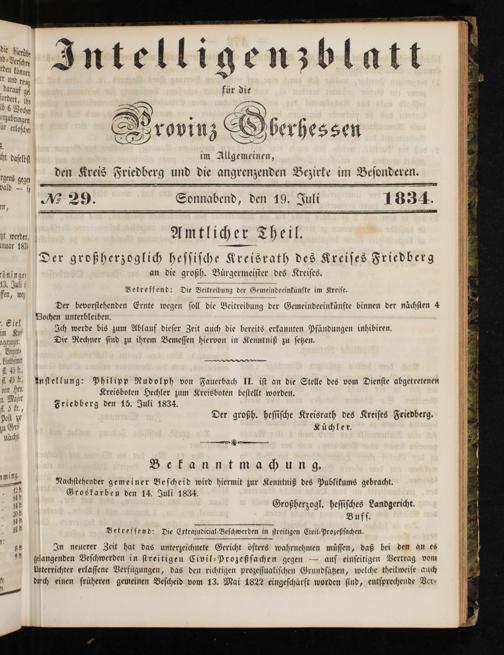 Intelligenzblatt
für die
Provinz Oberhessen
im Allgemeinen,
den Kreis Friedberg und die angrenzenden Bezirke im Besonderen.
№ 29. Sonnabend, den 19. Juli 1834.
Amtlicher Theil.
Der großherzoglich hessische Kreisrath des Kreises Friedberg
an die großh. Bürgermeister des Kreises.
Betreffend: Die Beitreibung der Gemeindeeinkünfte im Kreise.
Der bevorstehenden Ernte wegen soll die Beitreibung der Gemeindeeinkünfte binnen der nächsten 4
Wochen unterbleiben.
Ich werde bis zum Ablauf dieser Zeit auch die bereits erkannten Pfändungen inhibiren.
Die Rechner sind zu ihrem Bemessen hiervon in Kenntniß zu setzen.
Anstellung: Philipp Rudolph von Fauerbach II. ist an die Stelle des vom Dienste abgetretenen
Kreisboten Hechler zum Kreisboten bestellt worden.
Friedberg den 15. Juli 1834.
Der großh. hessische Kreisrath des Kreises Friedberg.
Küchler.
Bekanntmachung.
Nachstehender gemeiner Bescheid wird hiermit zur Kenntniß des Publikums gebracht.
Groskarben den 14. Juli 1834.
Großherzogl. hessisches Landgericht.
Buff.
Betreffend: Die Extrajudicial-Beschwerden in streitigen Civil-Prozeßsachen.
In neuerer Zeit hat das unterzeichnete Gericht öfters wahrnehmen müssen, daß bei den an es
gelangenden Beschwerden in streitigen Civil-Prozeßsachen gegen — auf einseitigen Vortrag vom
Unterrichter erlassene Verfügungen, das den richtigen prozessualischen Grundsätzen, welche theilweise auch
durch einen früheren gemeinen Bescheid vom 13. Mai 1822 eingeschärft worden sind, entsprechende Ver-